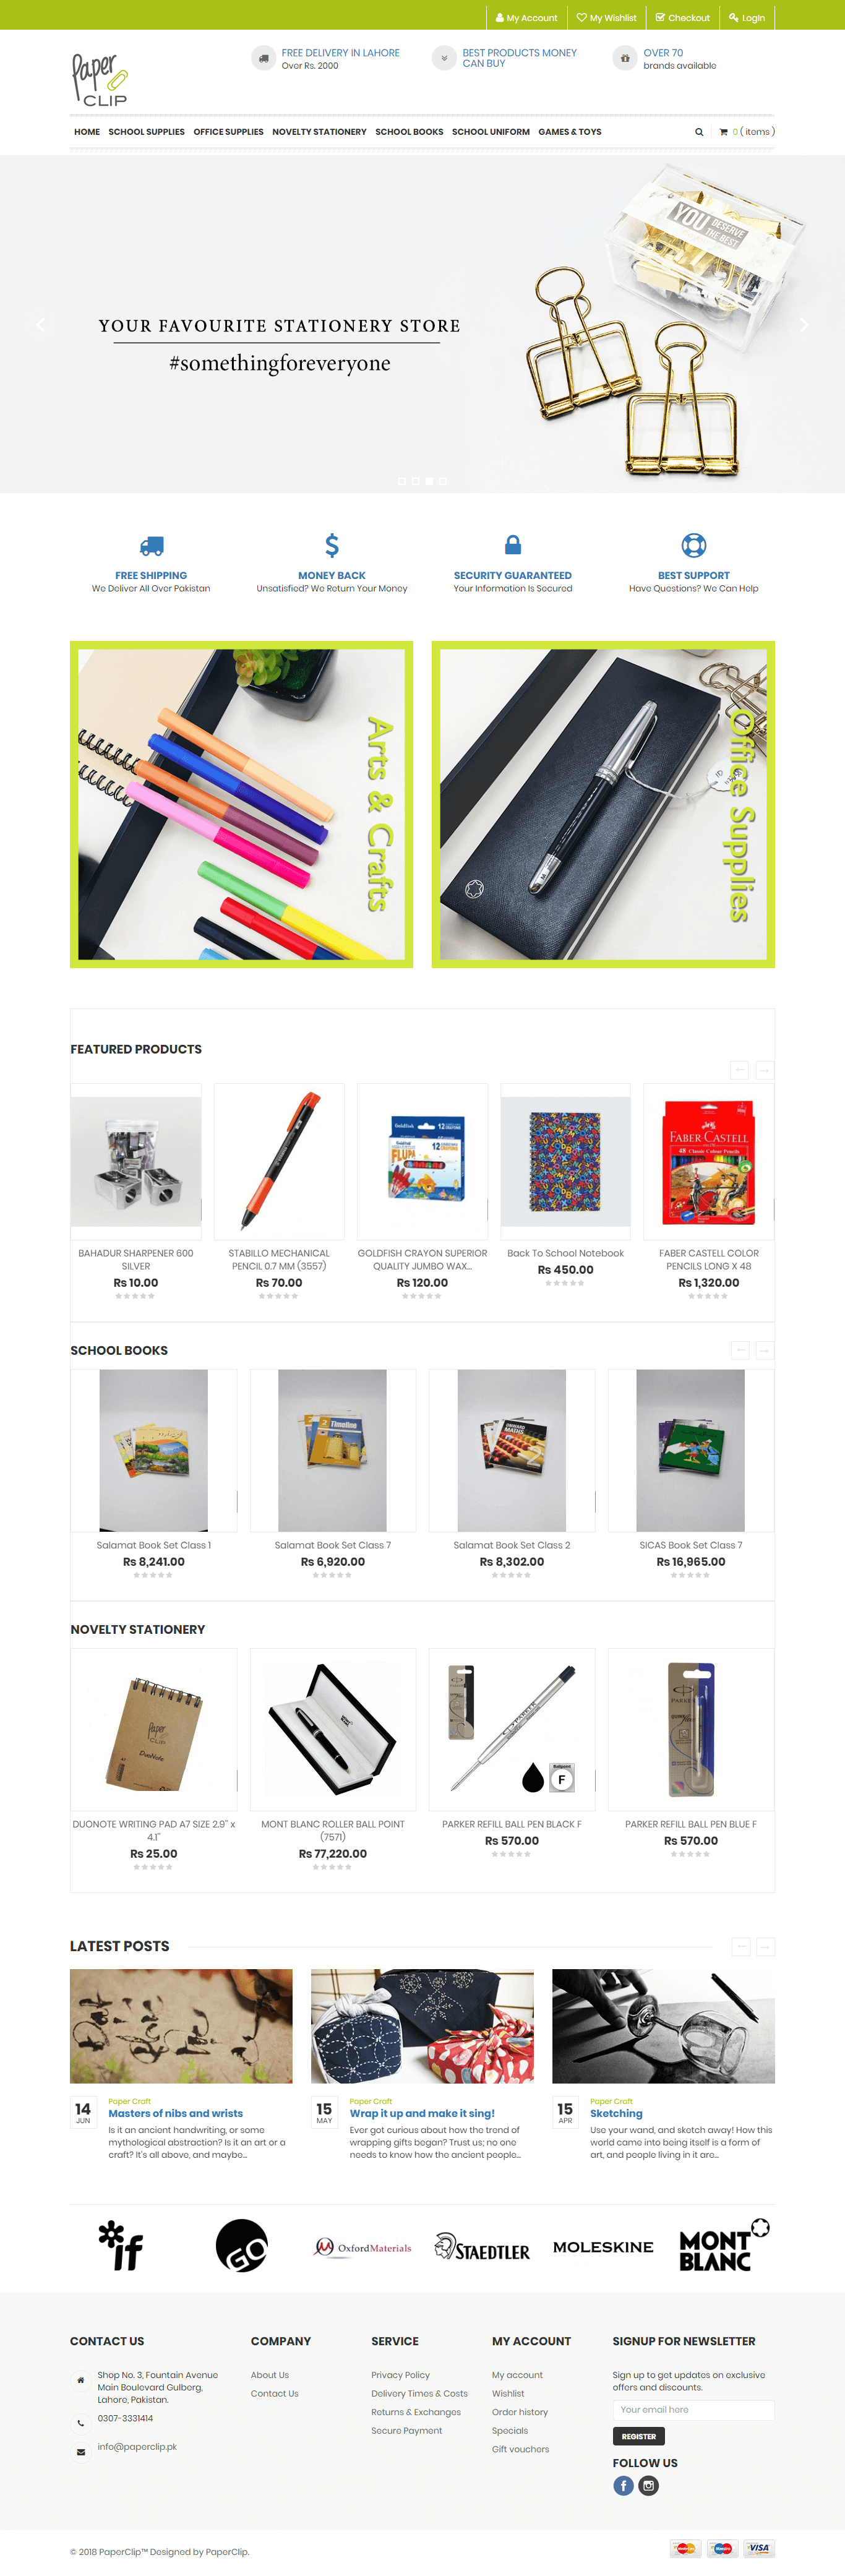 My Account
My Wishlist
Checkout
LogIn
Paper
CLIP
FREE DELIVERY IN LAHORE
Over Rs. 2000
BEST PRODUCTS MONEY
CAN BUY
OVER 70
brands available
HOME SCHOOL SUPPLIES OFFICE SUPPLIES NOVELTY STATIONERY SCHOOL BOOKS SCHOOL UNIFORM GAMES & TOYS
0 ( items )
YOU DESERVE
THE BEST
YOUR FAVOURITE STATIONERY STORE
#somethingforeveryone
FREE SHIPPING
We Deliver All Over Pakistan
MONEY BACK
Unsatisfied? We Return Your Money
SECURITY GUARANTEED
Your Information Is Secured
BEST SUPPORT
Have Questions? We Can Help
Arts & Crafts
Office Supplies
FEATURED PRODUCTS
GoldFish
12
FLUPA
FABER-CASTELL
48 Classic Colour Pencils
BAHADUR SHARPENER 600
SILVER
Rs 10.00
STABILLO MECHANICAL
PENCIL 0.7 MM (3557)
Rs 70.00
GOLDFISH CRAYON SUPERIOR
QUALITY JUMBO WAX...
Rs 120.00
Back To School Notebook
Rs 450.00
FABER CASTELL COLOR
PENCILS LONG X 48
Rs 1,320.00
SCHOOL BOOKS
Timeline
MATHS
2
Salamat Book Set Class 1
Rs 8,241.00
Salamat Book Set Class 7
Rs 6,920.00
Salamat Book Set Class 2
Rs 8,302.00
SICAS Book Set Class 7
Rs 16,965.00
NOVELTY STATIONERY
Paper
CLIP
DuoNote
F
PARKER
DUONOTE WRITING PAD A7 SIZE 2.9" x
4.1"
Rs 25.00
MONT BLANC ROLLER BALL POINT
(7571)
Rs 77,220.00
PARKER REFILL BALL PEN BLACK F
Rs 570.00
PARKER REFILL BALL PEN BLUE F
Rs 570.00
LATEST POSTS
14
JUN
Paper Craft
Masters of nibs and wrists
Is it an ancient handwriting, or some
mythological abstraction? Is it an art or a
craft? It's all above, and maybe...
15
MAY
Paper Craft
Wrap it up and make it sing!
Ever got curious about how the trend of
wrapping gifts began? Trust us; no one
needs to know how the ancient people...
15
APR
Paper Craft
Sketching
Use your wand, and sketch away! How this
world came into being itself is a form of
art, and people living in it are...
if
GO
OxfordMaterials
STAEDTLER
MOLESKINE
MONT
BLANC
CONTACT US
Shop No. 3, Fountain Avenue
Main Boulevard Gulberg,
Lahore, Pakistan.
0307-3331414
info@paperclip.pk
COMPANY
About Us
Contact Us
SERVICE
Privacy Policy
Delivery Times & Costs
Returns & Exchanges
Secure Payment
MY ACCOUNT
My account
Wishlist
Order history
Specials
Gift vouchers
SIGNUP FOR NEWSLETTER
Sign up to get updates on exclusive
offers and discounts.
Your email here
REGISTER
FOLLOW US
© 2018 PaperClip™ Designed by PaperClip.
MasterCard
Maestro
VISA